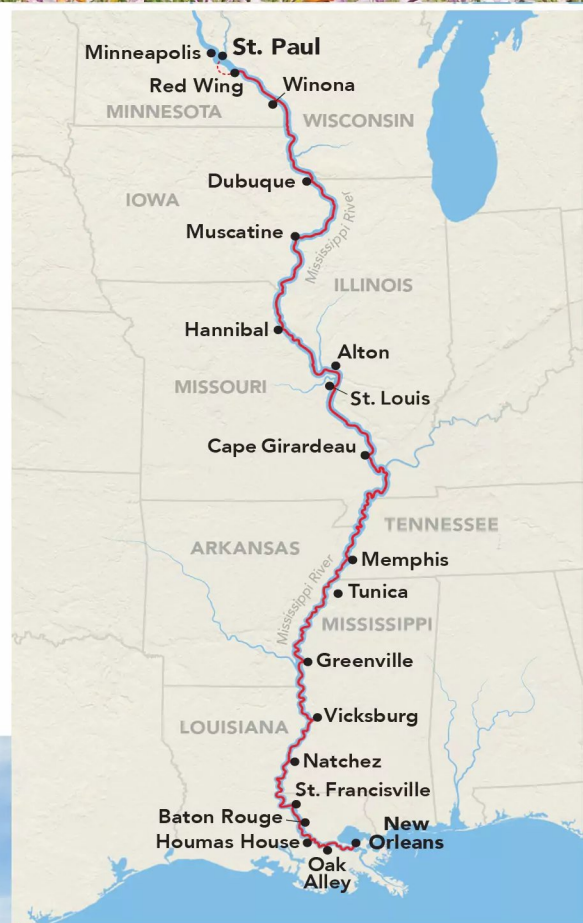 Minneapolis
St. Paul
Red Wing
Winona
MINNESOTA
WISCONSIN
Dubuque
IOWA
Mississippi River
Muscatine
ILLINOIS
Hannibal
Alton
MISSOURI
St. Louis
Cape Girardeau
TENNESSEE
ARKANSAS
Memphis
Mississippi River
Tunica
MISSISSIPPI
Greenville
Vicksburg
LOUISIANA
Natchez
St. Francisville
Baton Rouge
New
Houmas House
Orleans
Oak
Alley